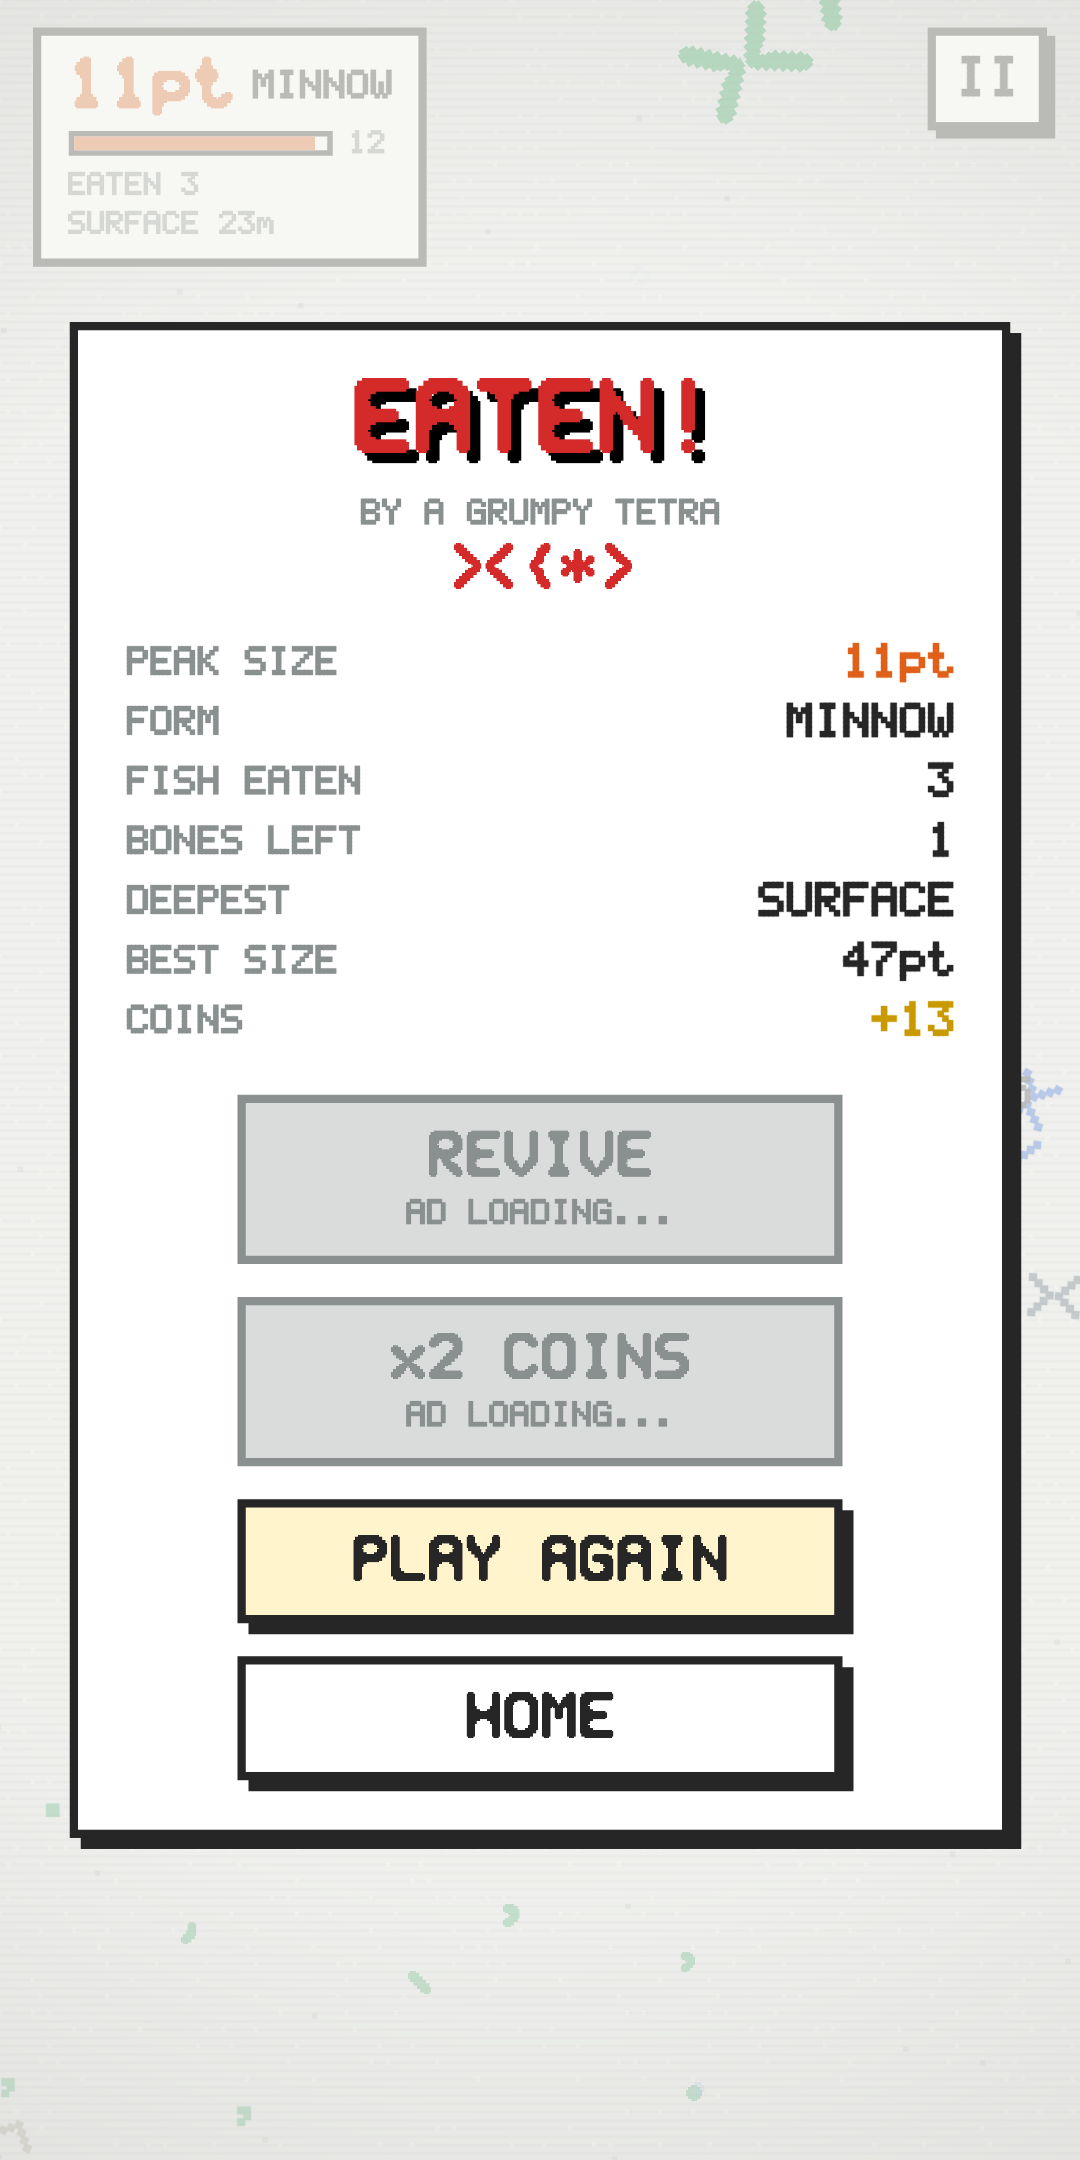 11pt MINNOW
12
EATEN 3
SURFACE 23m
II
EATEN!
BY A GRUMPY TETRA
><(*>
PEAK SIZE 11pt
FORM MINNOW
FISH EATEN 3
BONES LEFT 1
DEEPEST SURFACE
BEST SIZE 47pt
COINS +13
REVIVE
AD LOADING...
x2 COINS
AD LOADING...
PLAY AGAIN
HOME